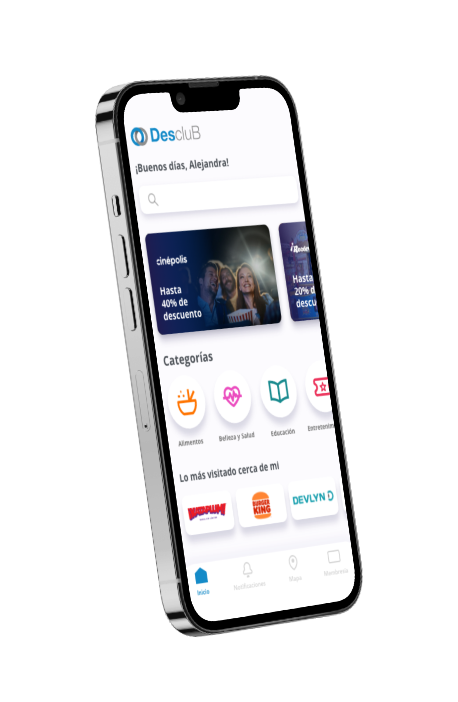 DescluB
¡Buenos días, Alejandra!
cinépolis
Hasta
40% de
descuento
Hasta
20% d
descu
Categorías
Alimentos
Belleza y Salud
Educación
Entretenim
Lo más visitado cerca de mi
BURGER
KING
DEVLYN
Inicio
Notificaciones
Mapa
Membresía